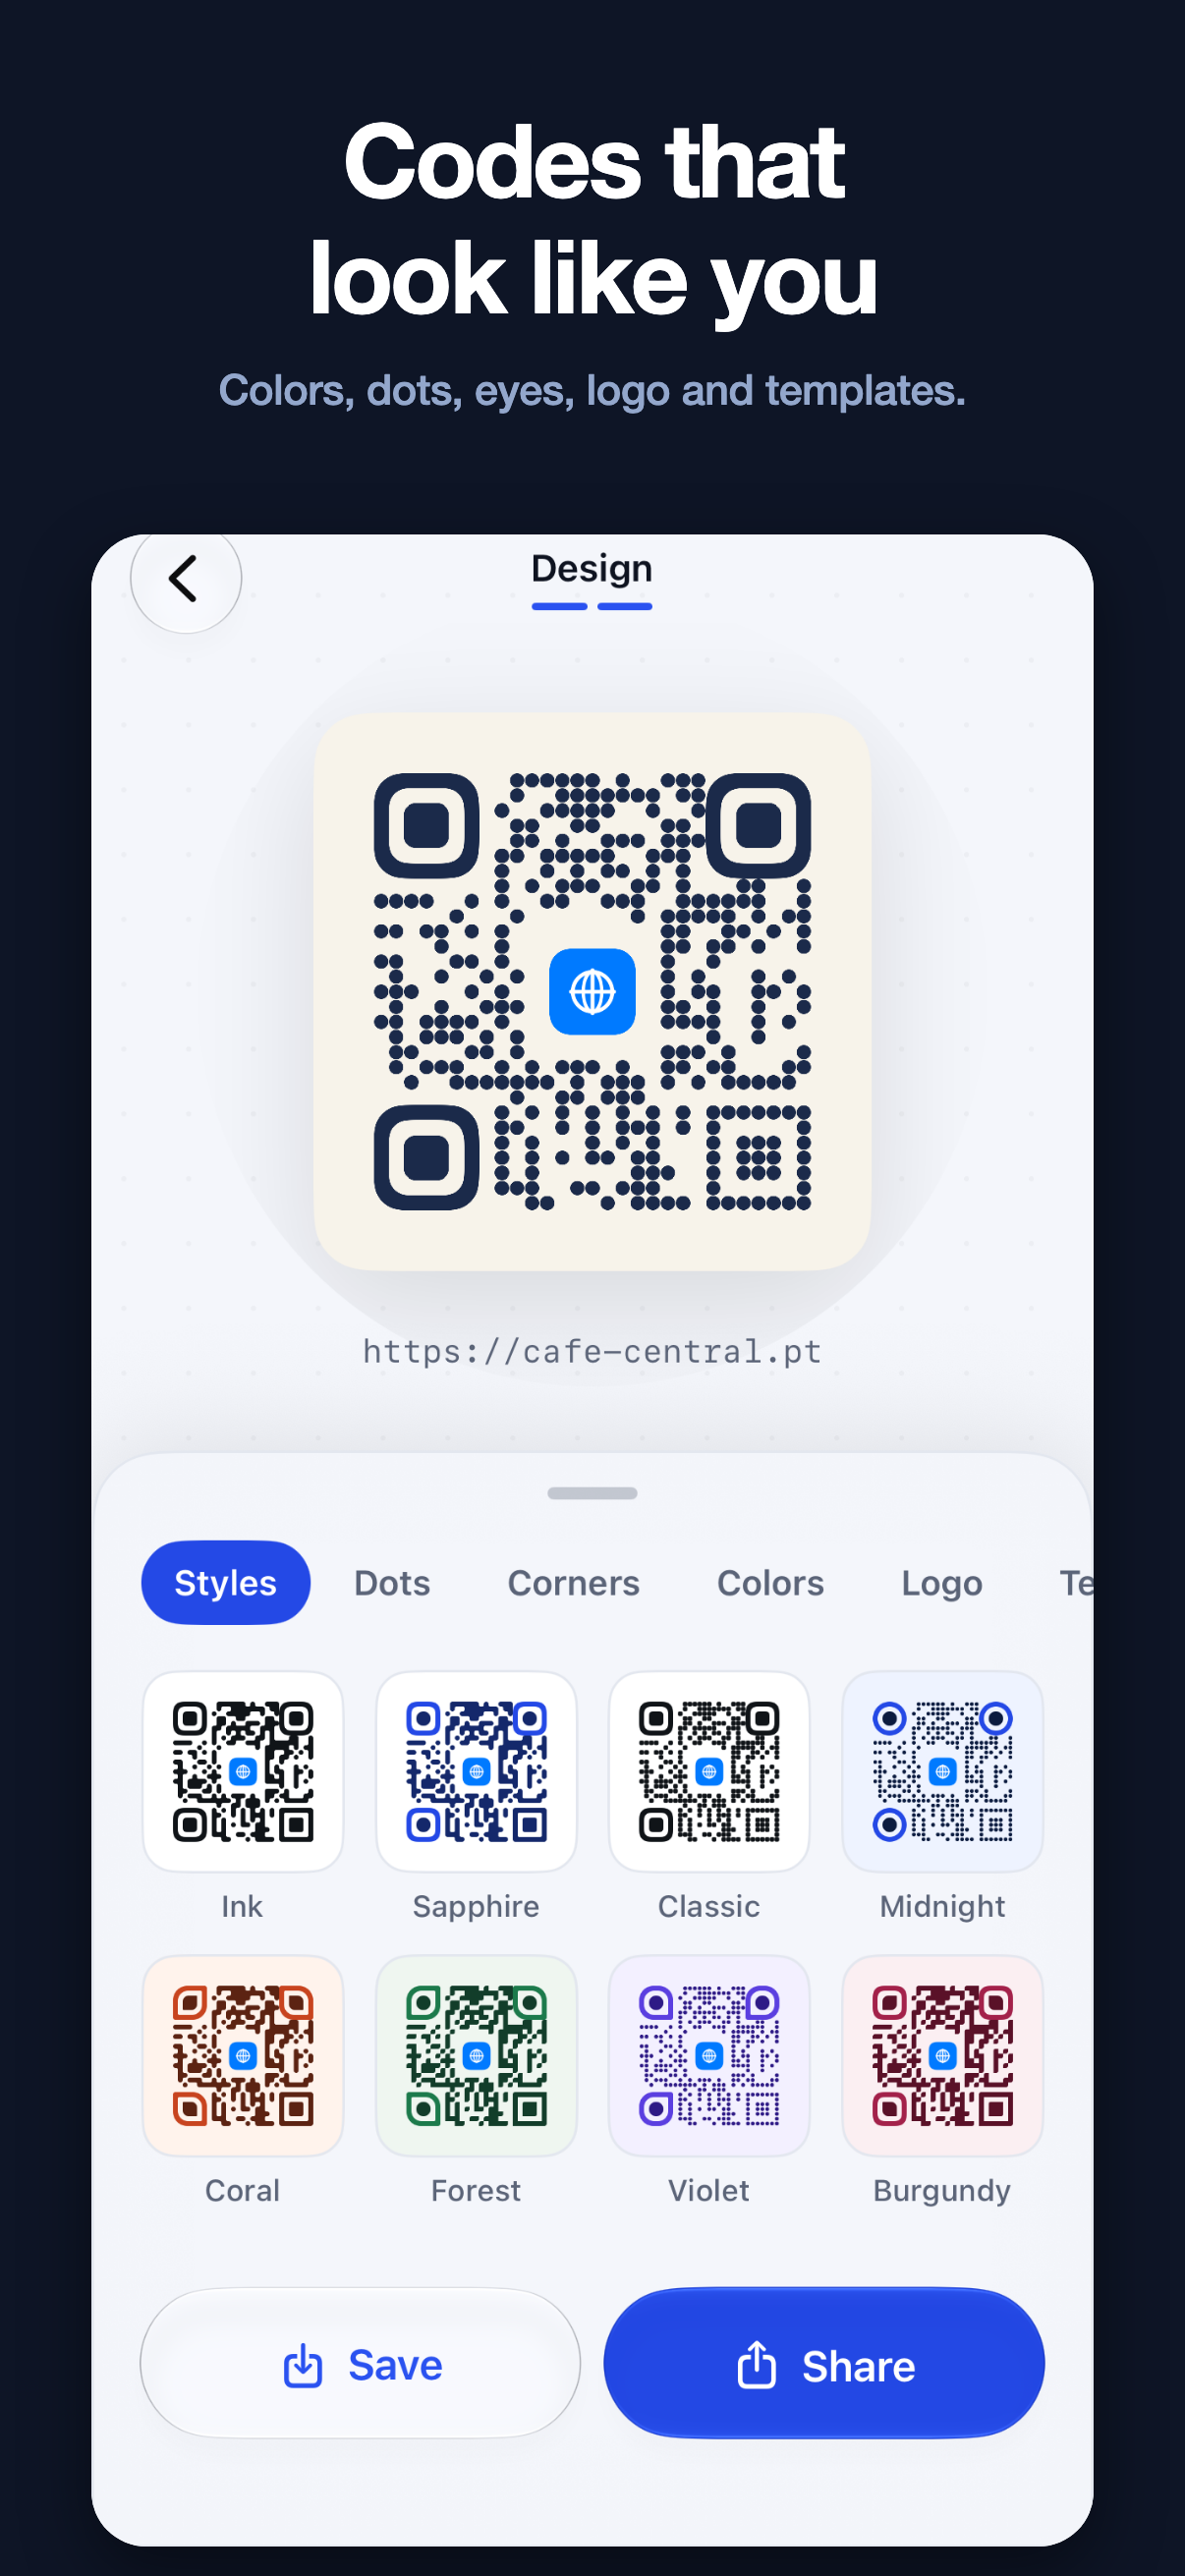 Codes that
look like you
Colors, dots, eyes, logo and templates.
Design
https://cafe-central.pt
Styles Dots Corners Colors Logo Te
Ink Sapphire Classic Midnight
Coral Forest Violet Burgundy
Save Share